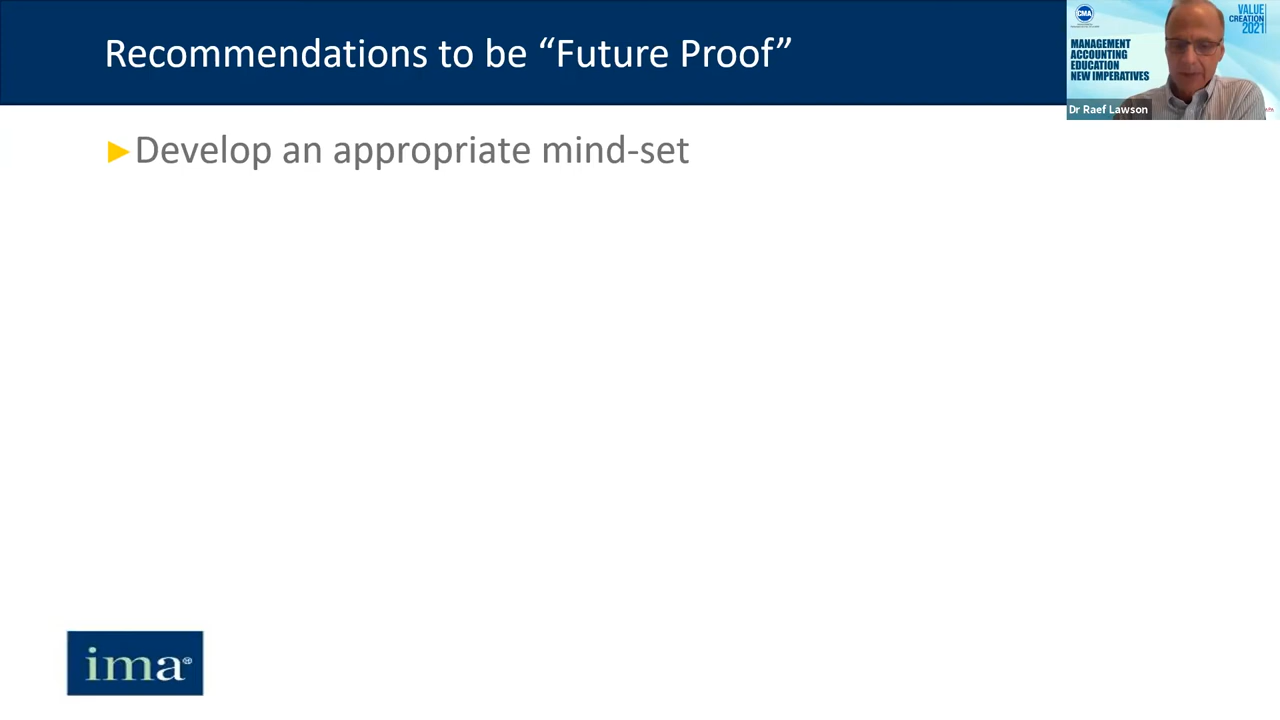 Recommendations to be “Future Proof”
►Develop an appropriate mind-set
CMA
MANAGEMENT
ACCOUNTING
EDUCATION
NEW IMPERATIVES
VALUE
CREATION
2021
Dr Raef Lawson
ima®